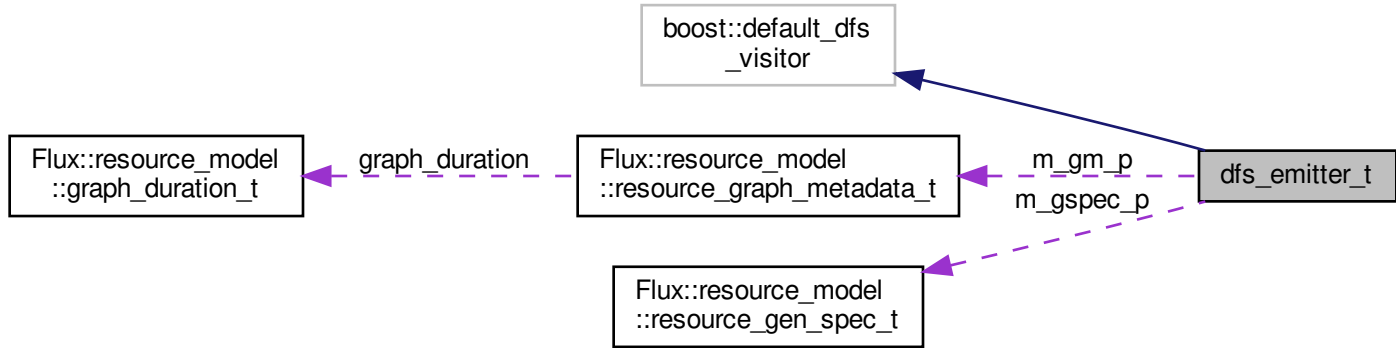 boost::default_dfs
_visitor
Flux::resource_model
::graph_duration_t
graph_duration
Flux::resource_model
::resource_graph_metadata_t
m_gm_p
m_gspec_p
dfs_emitter_t
Flux::resource_model
::resource_gen_spec_t